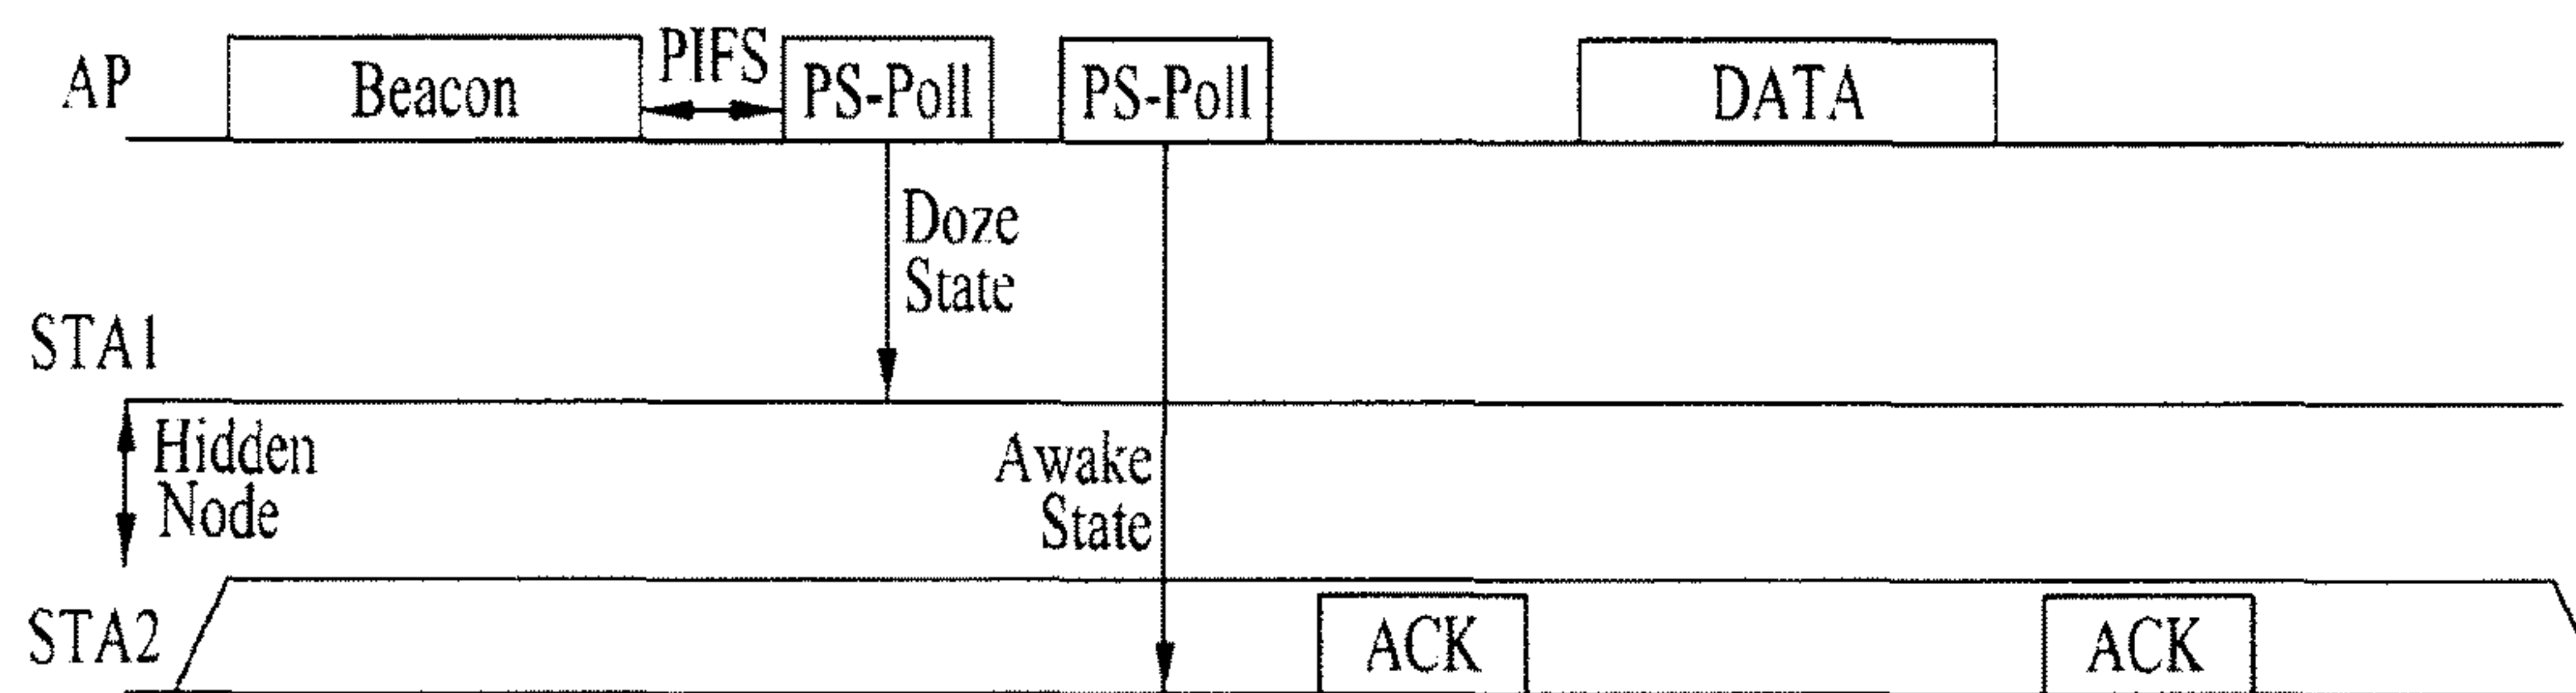 AP
Beacon
PIFS
PS-Poll
PS-Poll
DATA
Doze
State
STA1
Hidden
Node
Awake
State
STA2
ACK
ACK